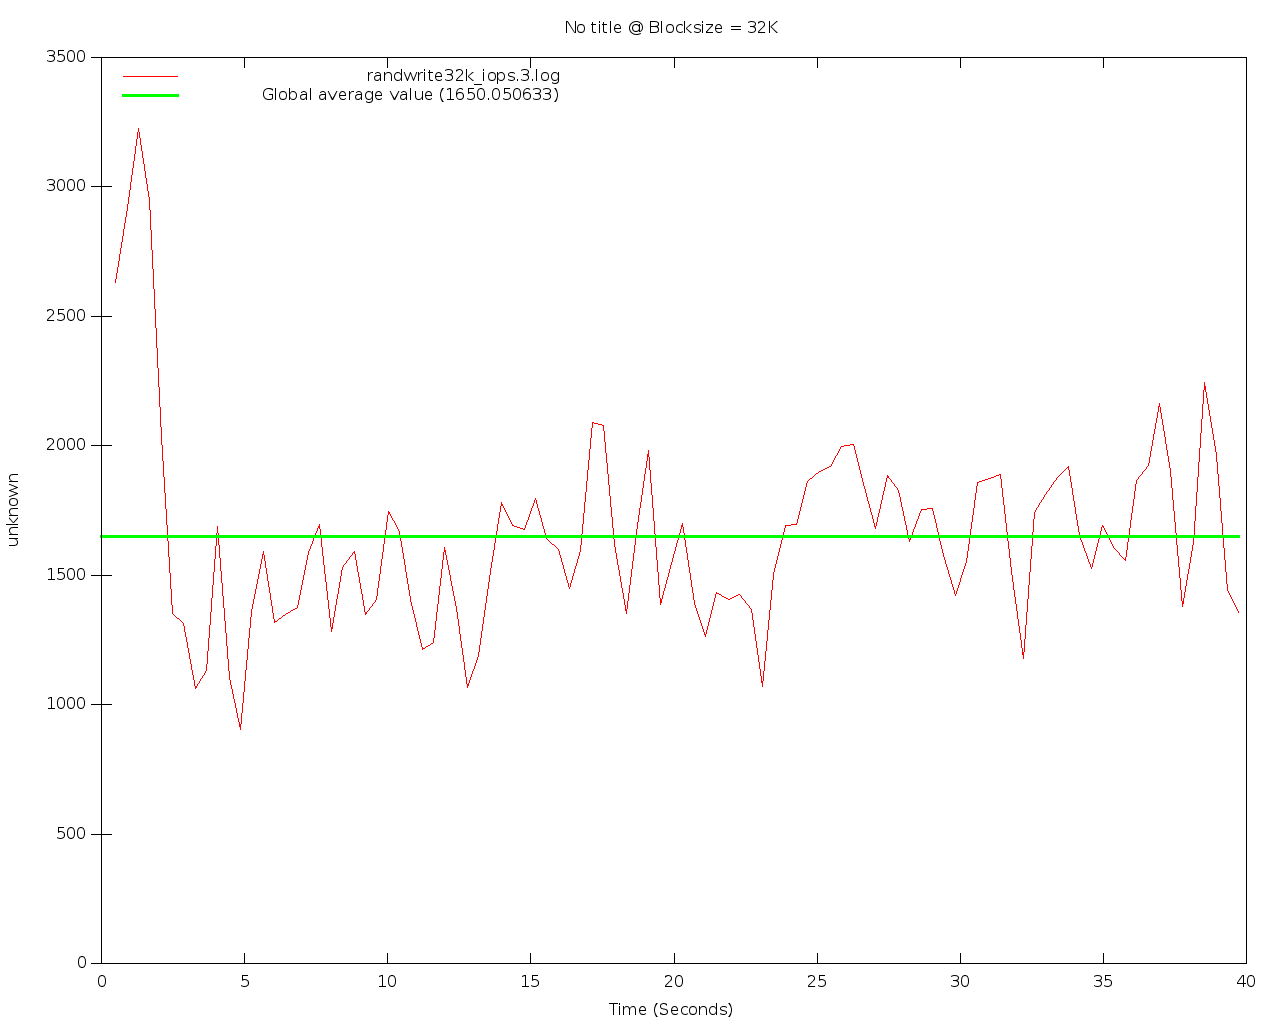 No title @ Blocksize = 32K
randwrite32k_iops.3.log
Global average value (1650.050633)
3500
3000
2500
2000
1500
1000
500
0
unknown
0 5 10 15 20 25 30 35 40
Time (Seconds)